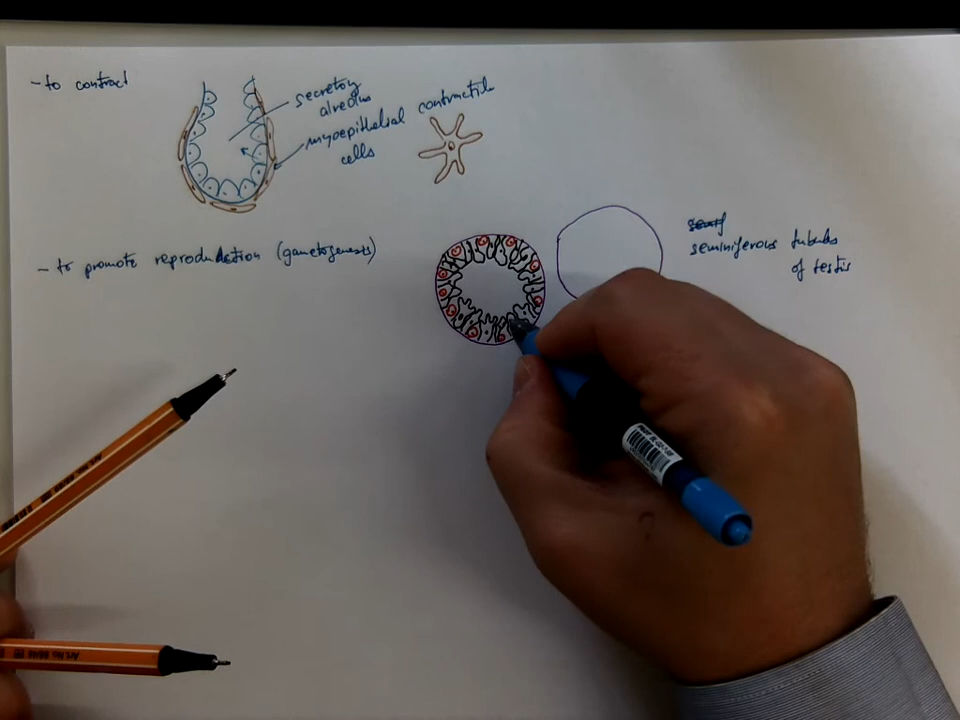 - to contract
secretory
alveolus
myoepithelial contractile
cells
- to promote reproduction (gametogenesis)
seminiferous tubules
of testis